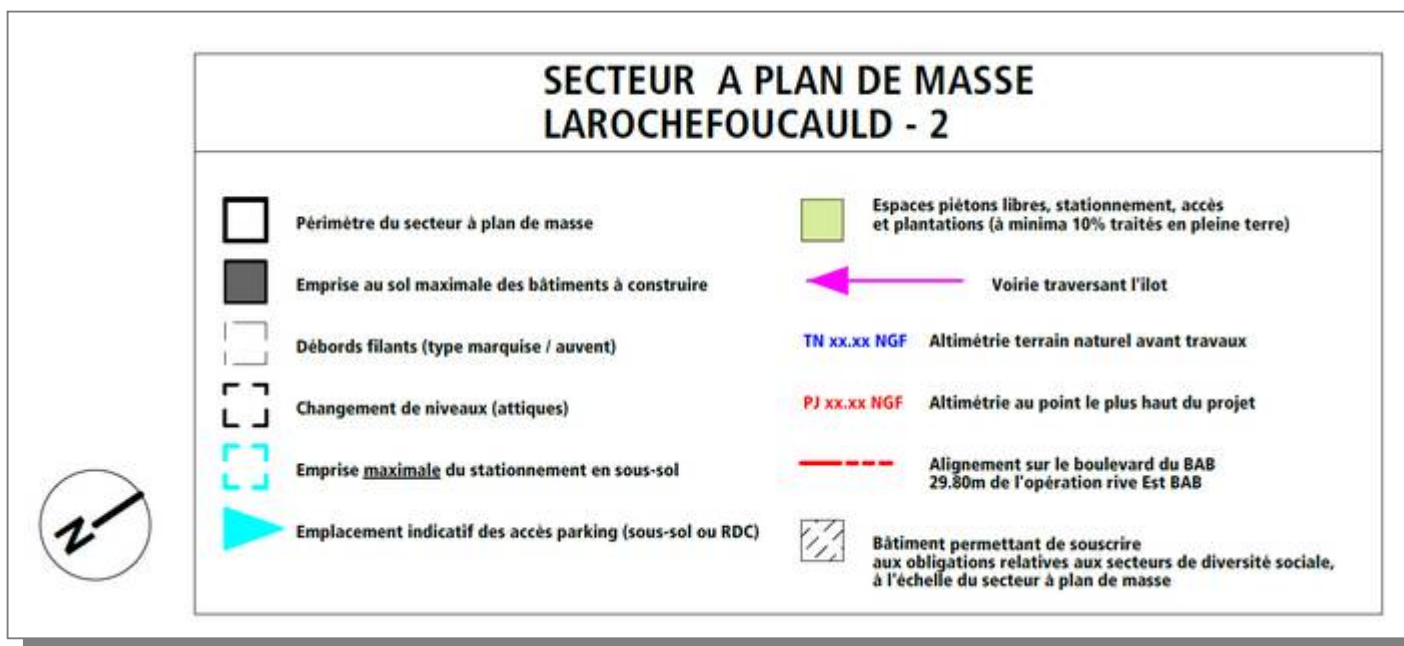 SECTEUR A PLAN DE MASSE
LAROCHEFOUCAULD - 2
Périmètre du secteur à plan de masse
Emprise au sol maximale des bâtiments à construire
Débords filants (type marquise / auvent)
Changement de niveaux (attiques)
Emprise maximale du stationnement en sous-sol
Emplacement indicatif des accès parking (sous-sol ou RDC)
Espaces piétons libres, stationnement, accès
et plantations (à minima 10% traités en pleine terre)
Voirie traversant l'ilot
TN xx.xx NGF Altimétrie terrain naturel avant travaux
PJ xx.xx NGF Altimétrie au point le plus haut du projet
Alignement sur le boulevard du BAB
29.80m de l'opération rive Est BAB
Bâtiment permettant de souscrire
aux obligations relatives aux secteurs de diversité sociale,
à l'échelle du secteur à plan de masse
N